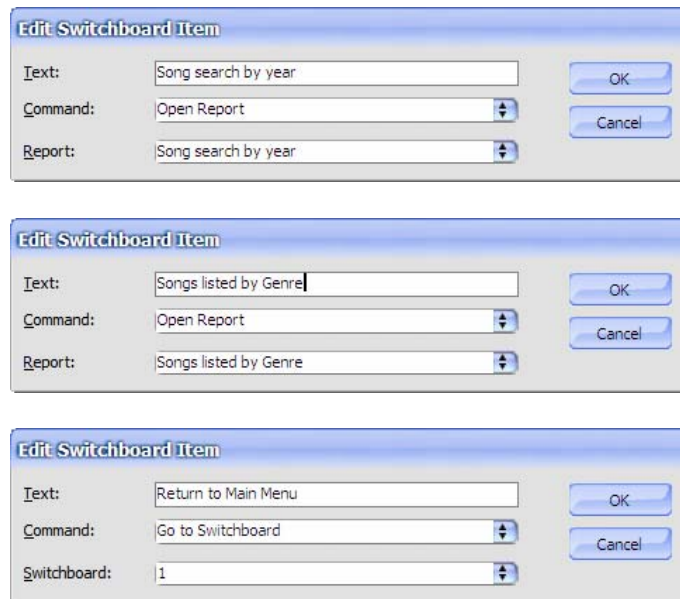 Edit Switchboard Item
Text: Song search by year OK
Command: Open Report Cancel
Report: Song search by year
Edit Switchboard Item
Text: Songs listed by Genre OK
Command: Open Report Cancel
Report: Songs listed by Genre
Edit Switchboard Item
Text: Return to Main Menu OK
Command: Go to Switchboard Cancel
Switchboard: 1